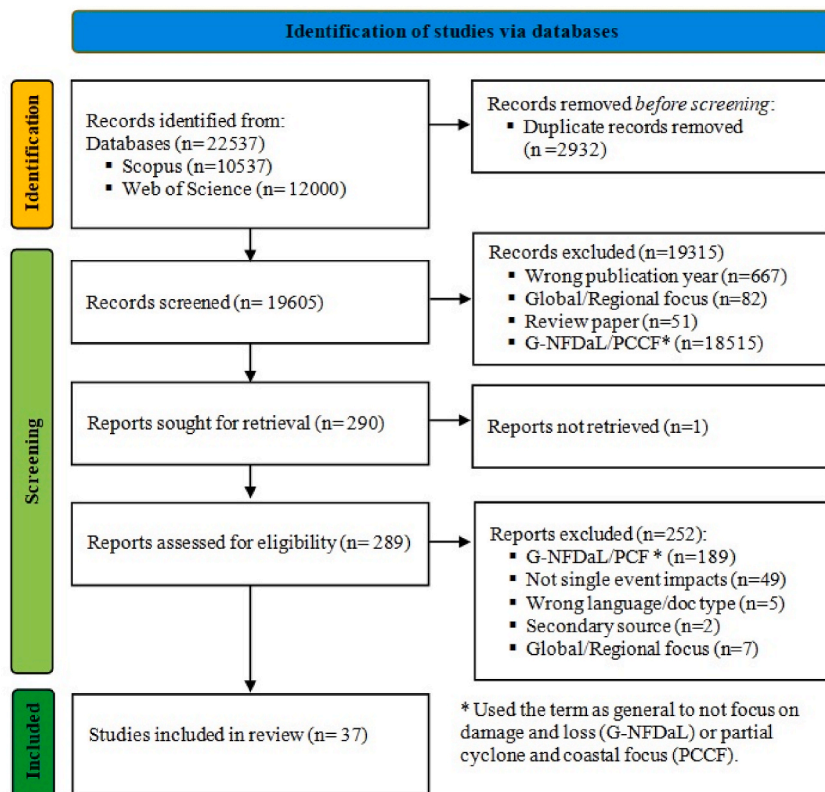 Identification of studies via databases
Identification
Records identified from:
Databases (n=22537)
▪ Scopus (n=10537)
▪ Web of Science (n= 12000)
Records removed before screening:
▪ Duplicate records removed
(n =2932)
Screening
Records screened (n= 19605)
Records excluded (n=19315)
▪ Wrong publication year (n=667)
▪ Global/Regional focus (n=82)
▪ Review paper (n=51)
▪ G-NFDaL/PCCF* (n=18515)
Reports sought for retrieval (n= 290)
Reports not retrieved (n=1)
Reports assessed for eligibility (n= 289)
Reports excluded (n=252):
▪ G-NFDaL/PCF * (n=189)
▪ Not single event impacts (n=49)
▪ Wrong language/doc type (n=5)
▪ Secondary source (n=2)
▪ Global/Regional focus (n=7)
Included
Studies included in review (n= 37)
* Used the term as general to not focus on
damage and loss (G-NFDaL) or partial
cyclone and coastal focus (PCCF).